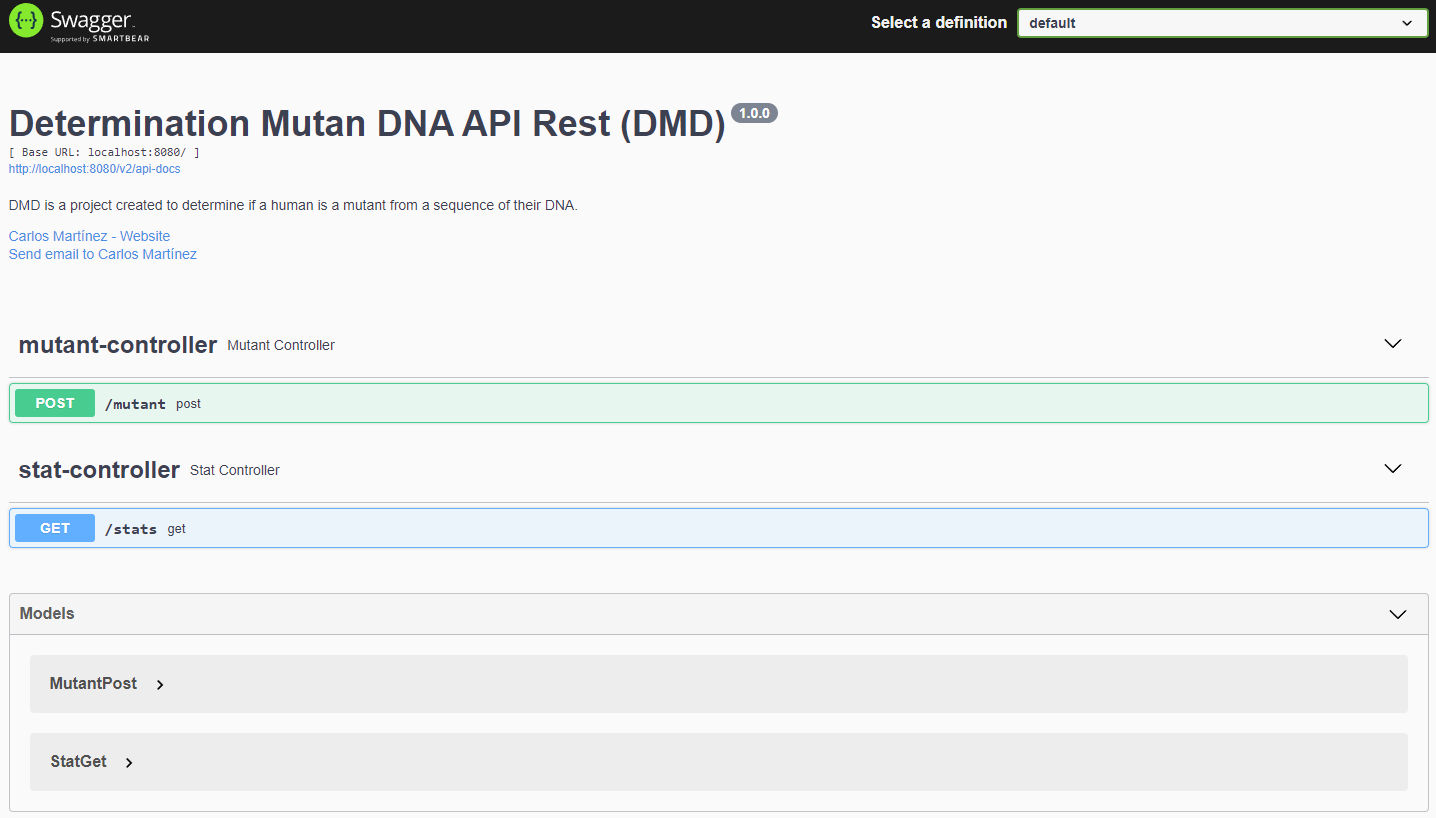 Swagger
Supported by SMARTBEAR
Select a definition
default
Determination Mutan DNA API Rest (DMD) 1.0.0
[ Base URL: localhost:8080/ ]
http://localhost:8080/v2/api-docs
DMD is a project created to determine if a human is a mutant from a sequence of their DNA.
Carlos Martínez - Website
Send email to Carlos Martínez
mutant-controller Mutant Controller
POST /mutant post
stat-controller Stat Controller
GET /stats get
Models
MutantPost
StatGet